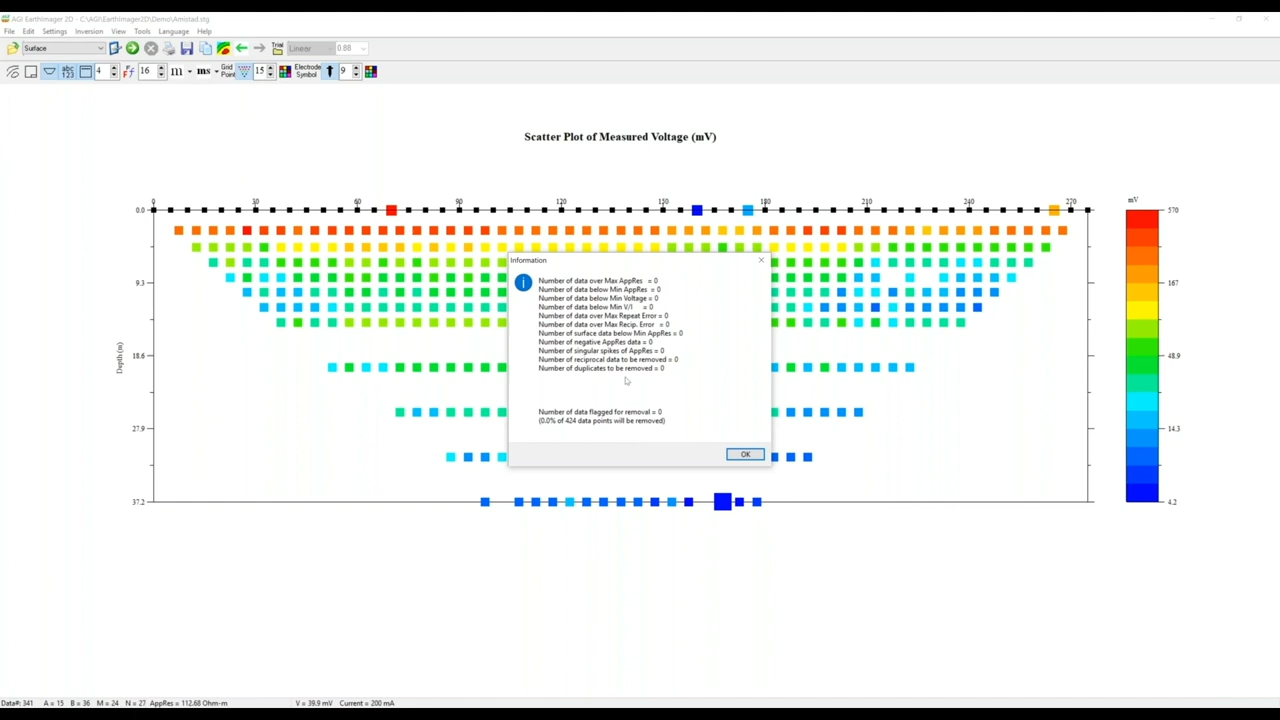 AGI EarthImager 2D - C:\AGI\EarthImager2D\Demo\Amistad.stg
File Edit Settings Inversion View Tools Language Help
Surface Trial Linear 0.88
abc 123 4 Ff 16 m ms Grid Point 15 Electrode Symbol 9
Scatter Plot of Measured Voltage (mV)
0 30 60 90 120 150 180 210 240 270
mV
0.0
9.3
18.6
27.9
37.2
Depth (m)
570
167
48.9
14.3
4.2
Information
Number of data over Max AppRes = 0
Number of data below Min AppRes = 0
Number of data below Min Voltage = 0
Number of data below Min V/I = 0
Number of data over Max Repeat Error = 0
Number of data over Max Recip. Error = 0
Number of surface data below Min AppRes = 0
Number of negative AppRes data = 0
Number of singular spikes of AppRes = 0
Number of reciprocal data to be removed = 0
Number of duplicates to be removed = 0
Number of data flagged for removal = 0
(0.0% of 424 data points will be removed)
OK
Data#: 341 A = 15 B = 36 M = 24 N = 27 AppRes = 112.68 Ohm-m V = 39.9 mV Current = 200 mA